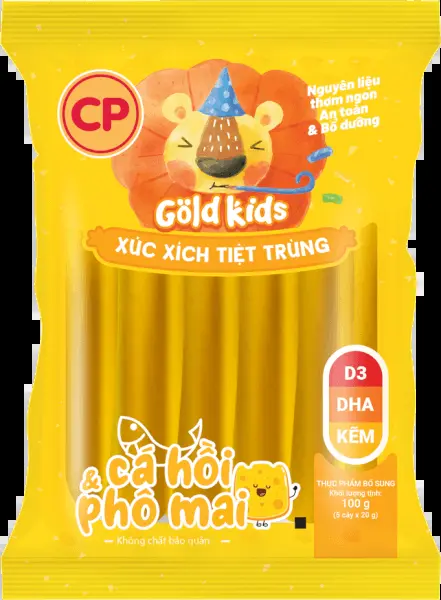 CP
Nguyên liệu
thơm ngon
An toàn
& Bổ dưỡng
Göld kids
XÚC XÍCH TIỆT TRÙNG
D3
DHA
KẼM
& cá hồi
phô mai
Không chất bảo quản
THỰC PHẨM BỔ SUNG
Khối lượng tịnh:
100 g
(5 cây x 20 g)